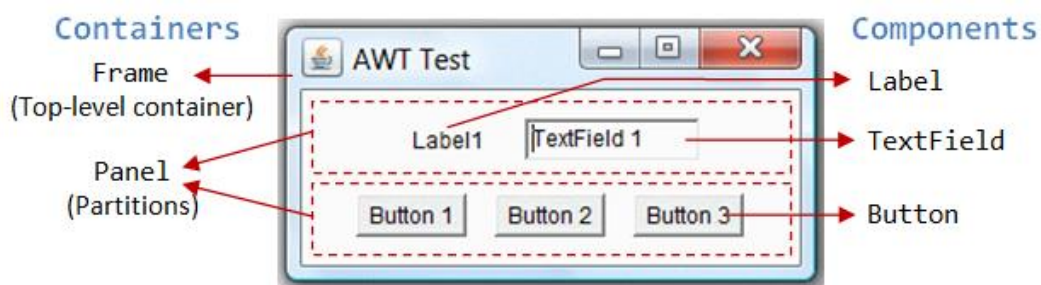 Containers
Components
Frame
(Top-level container)
AWT Test
Label
Label1
TextField 1
TextField
Panel
(Partitions)
Button 1
Button 2
Button 3
Button